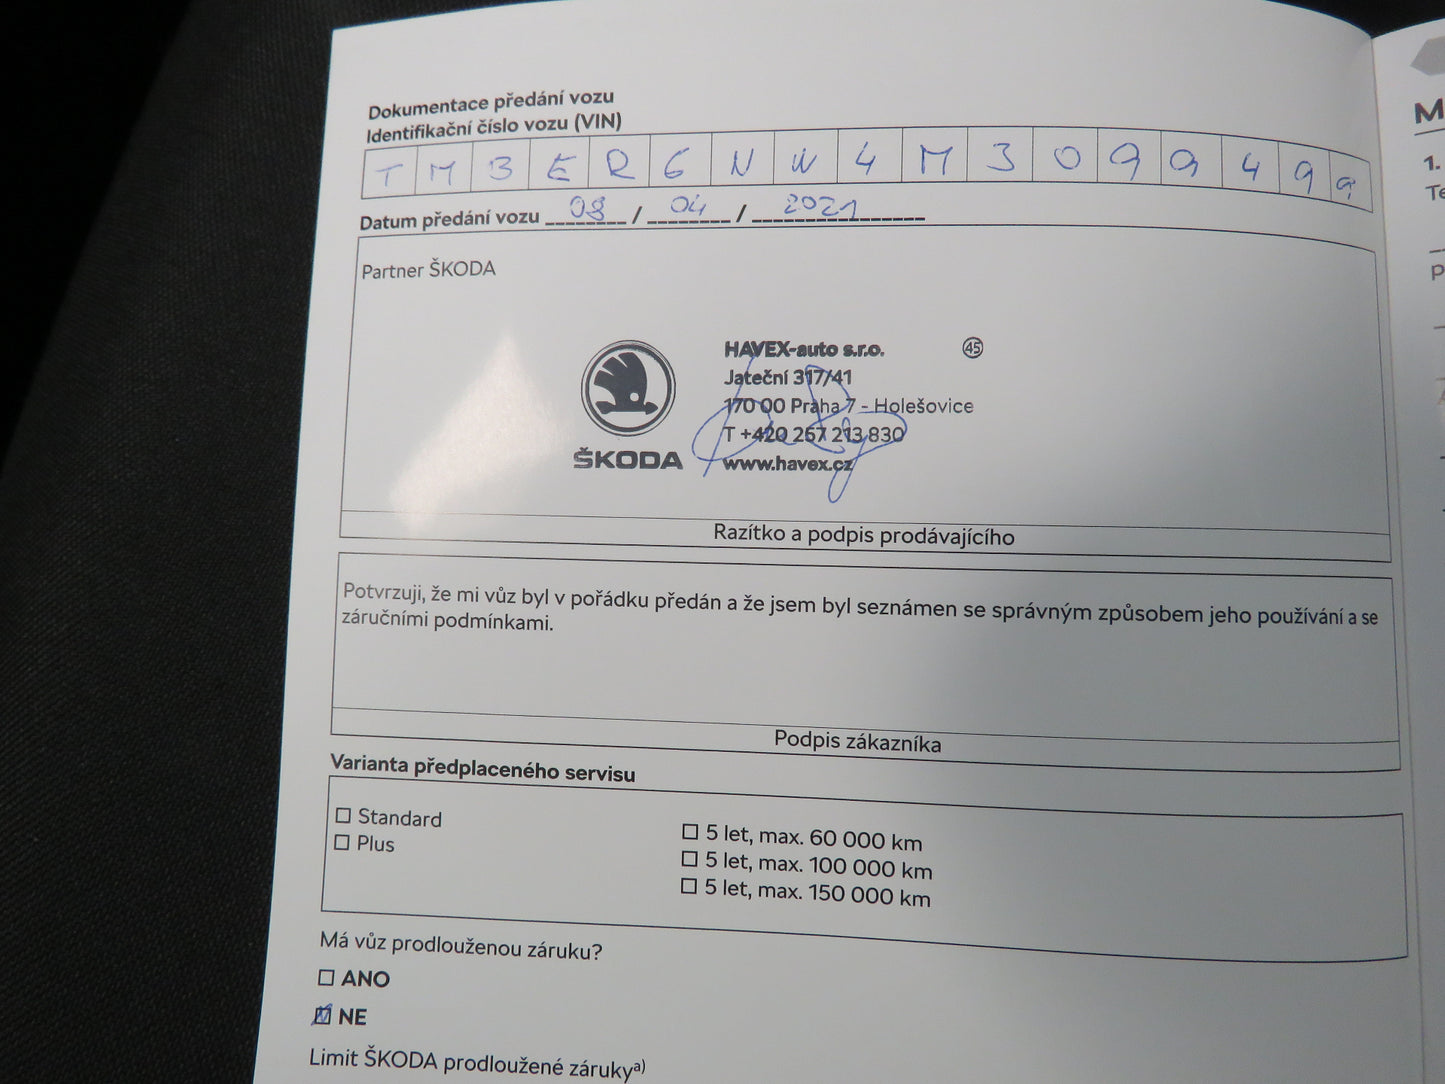 Dokumentace předání vozu
Identifikační číslo vozu (VIN)
T M B E R 6 N W 4 M 3 0 9 9 4 9 9
Datum předání vozu 08 / 04 / 2021
Partner ŠKODA
ŠKODA
HAVEX-auto s.r.o. 45
Jateční 317/41
170 00 Praha 7 - Holešovice
T +420 267 213 830
www.havex.cz
Razítko a podpis prodávajícího
Potvrzuji, že mi vůz byl v pořádku předán a že jsem byl seznámen se správným způsobem jeho používání a se
záručními podmínkami.
Podpis zákazníka
Varianta předplaceného servisu
Standard
Plus
5 let, max. 60 000 km
5 let, max. 100 000 km
5 let, max. 150 000 km
Má vůz prodlouženou záruku?
ANO
NE
Limit ŠKODA prodloužené záruky a)
M
1.